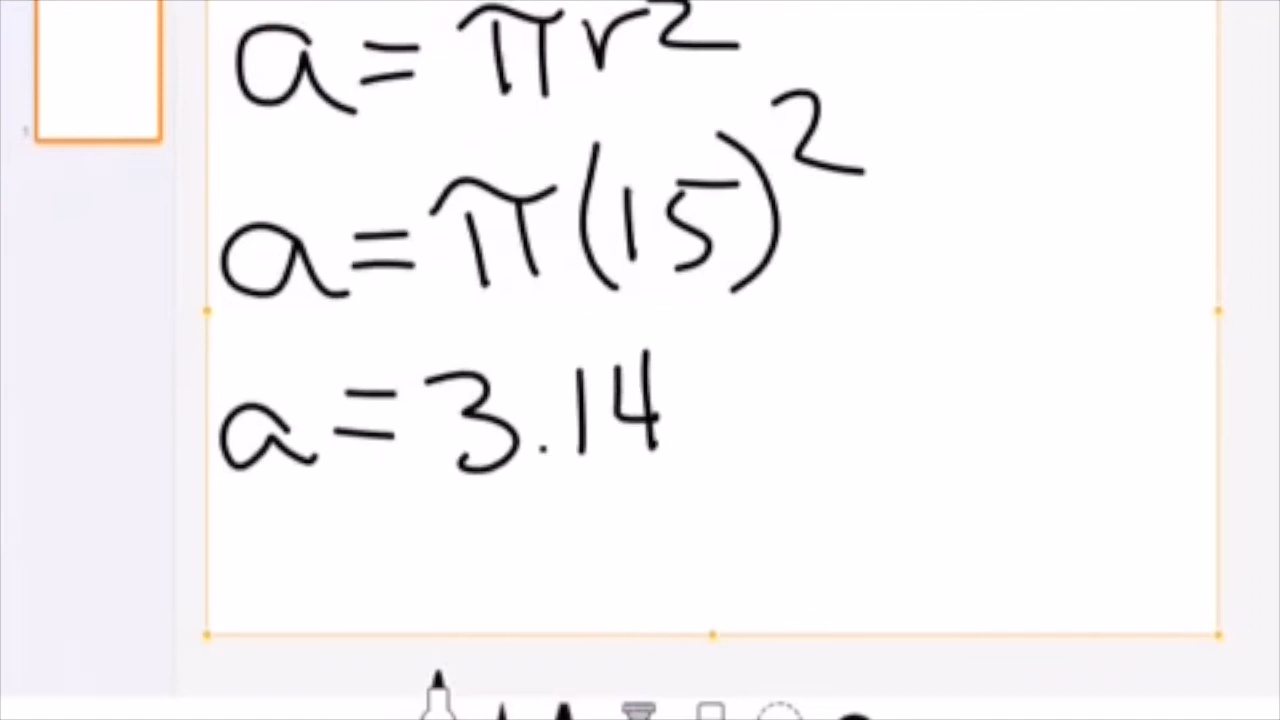 a = πr²
a = π(15)²
a = 3.14